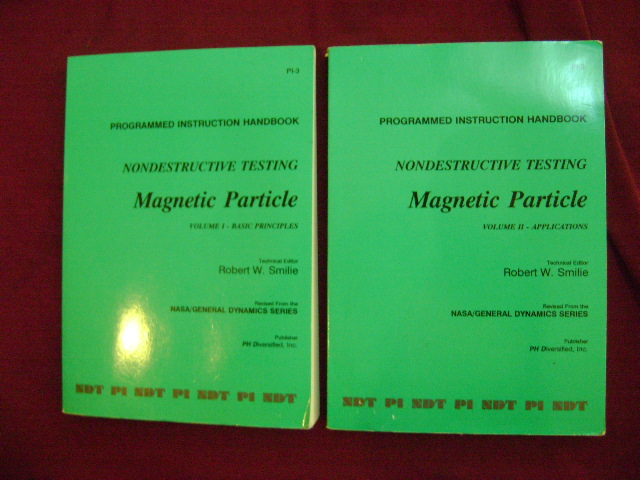 PI-3
PROGRAMMED INSTRUCTION HANDBOOK
NONDESTRUCTIVE TESTING
Magnetic Particle
VOLUME I - BASIC PRINCIPLES
Technical Editor
Robert W. Smilie
Revised From the
NASA/GENERAL DYNAMICS SERIES
Publisher
PH Diversified, Inc.
NDT PI NDT PI NDT PI NDT
PROGRAMMED INSTRUCTION HANDBOOK
NONDESTRUCTIVE TESTING
Magnetic Particle
VOLUME II - APPLICATIONS
Technical Editor
Robert W. Smilie
Revised From the
NASA/GENERAL DYNAMICS SERIES
Publisher
PH Diversified, Inc.
NDT PI NDT PI NDT PI NDT